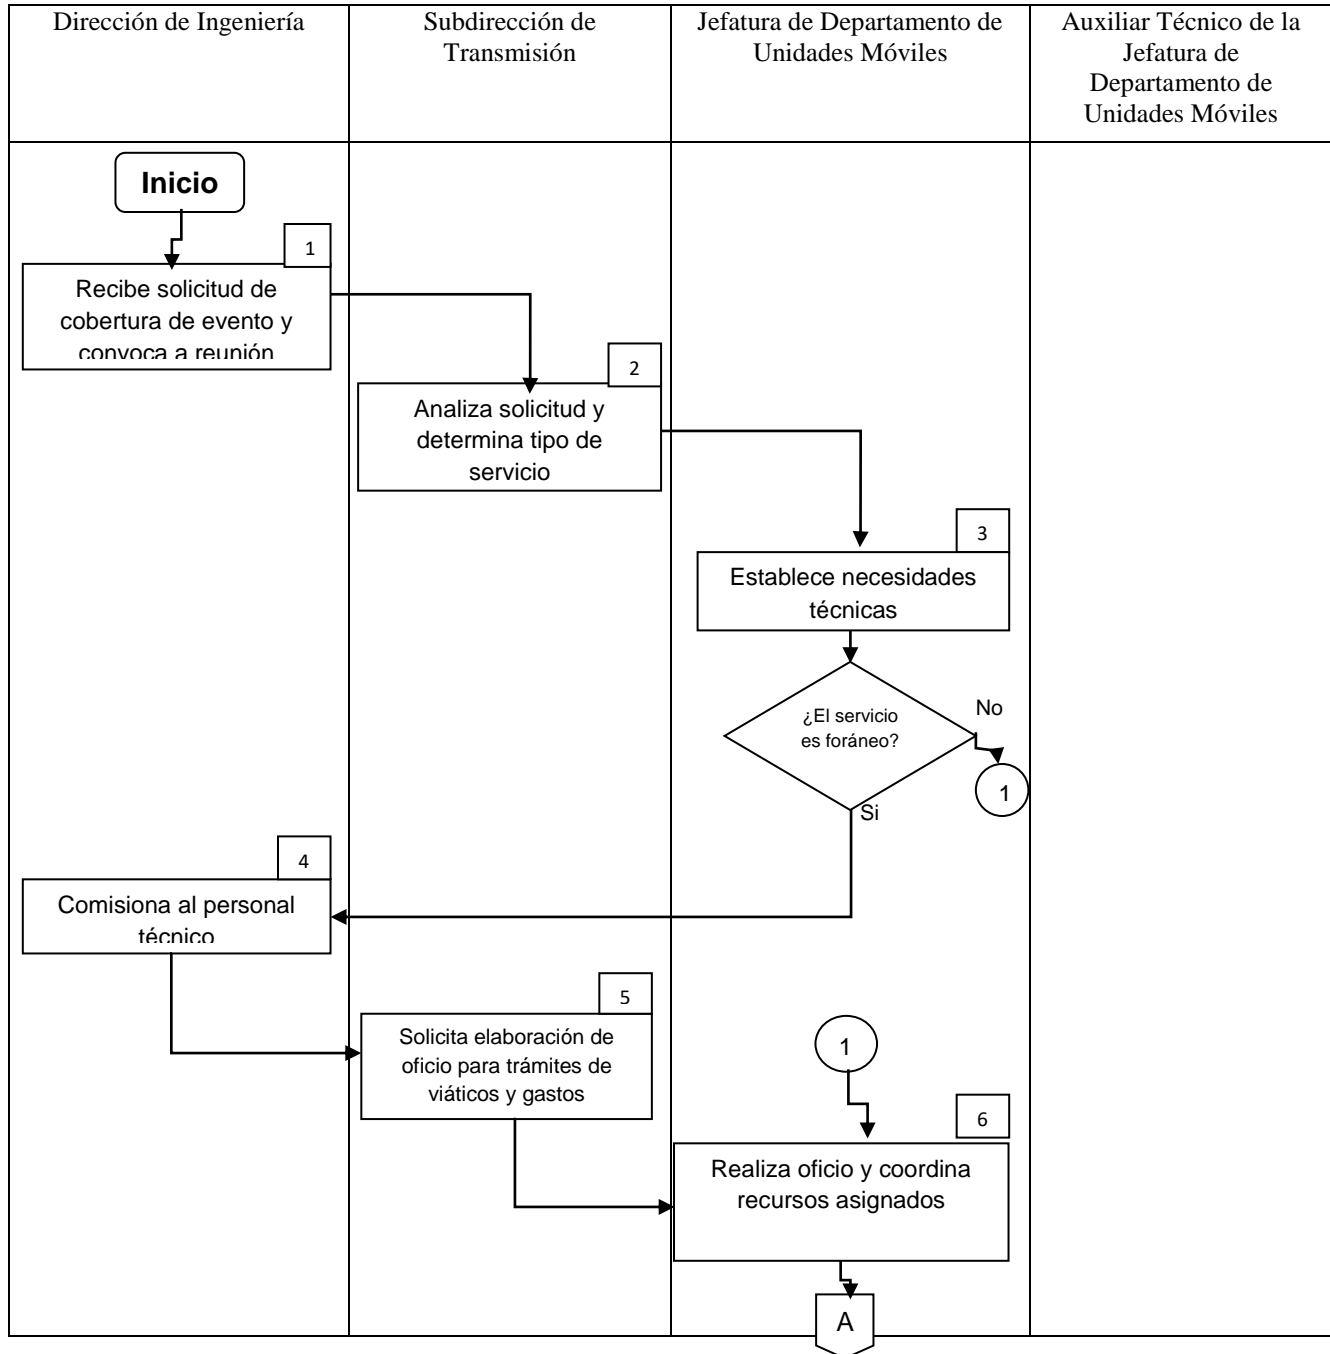 Dirección de Ingeniería
Subdirección de
Transmisión
Jefatura de Departamento de
Unidades Móviles
Auxiliar Técnico de la
Jefatura de
Departamento de
Unidades Móviles
Inicio
1
Recibe solicitud de
cobertura de evento y
convoca a reunión
2
Analiza solicitud y
determina tipo de
servicio
3
Establece necesidades
técnicas
¿El servicio
es foráneo?
No
1
Si
4
Comisiona al personal
técnico
5
Solicita elaboración de
oficio para trámites de
viáticos y gastos
1
6
Realiza oficio y coordina
recursos asignados
A